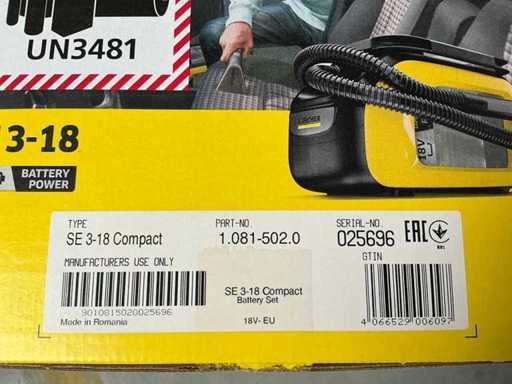 UN3481
3-18
KÄRCHER
18V
+ BATTERY
POWER
TYPE
SE 3-18 Compact
PART-NO.
1.081-502.0
SERIAL-NO.
025696
EAC
MANUFACTURERS USE ONLY
GTIN
9010815020025696
Made in Romania
SE 3-18 Compact
Battery Set
18V- EU
4 066529 006097